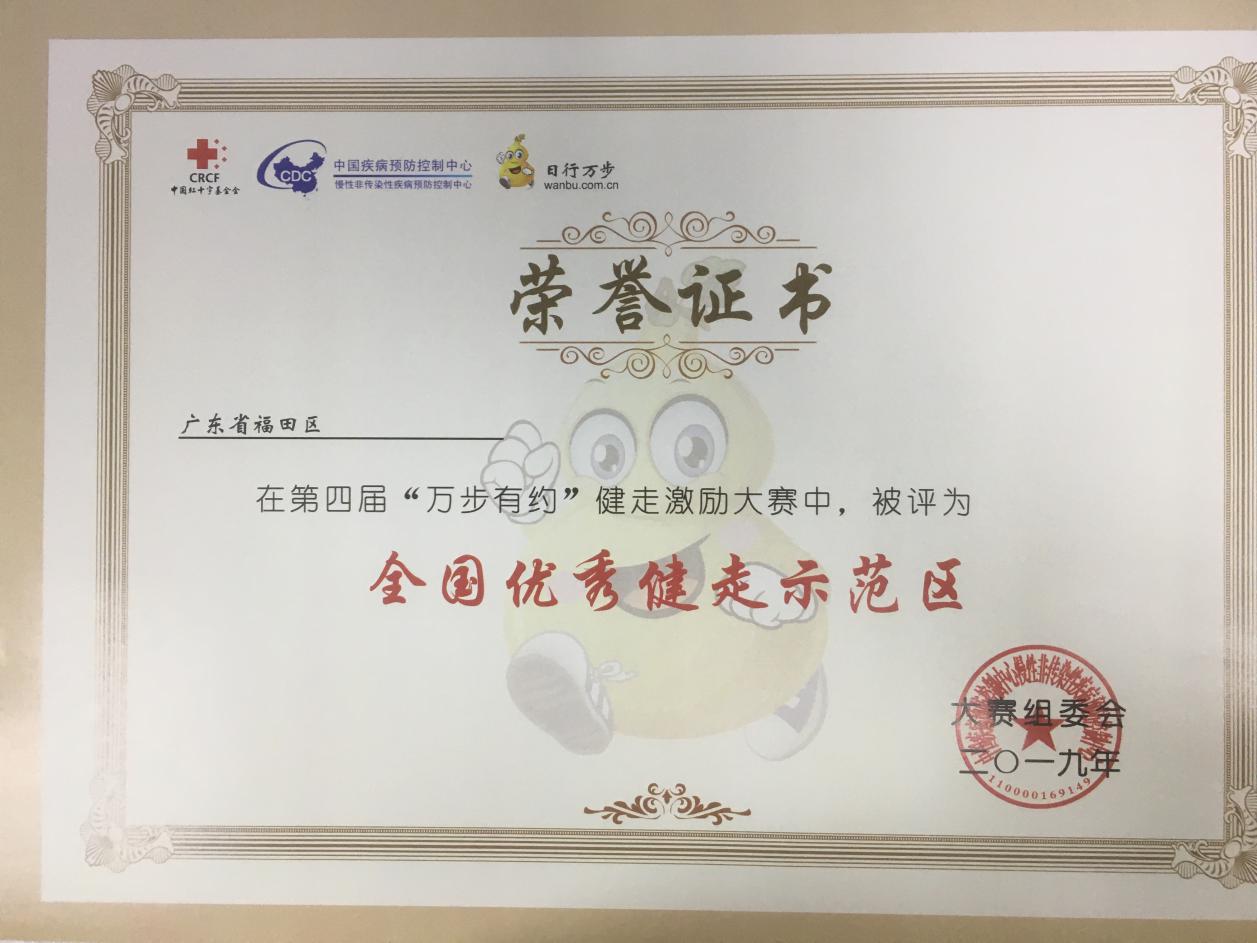 CRCF
中国红十字基金会
CDC
中国疾病预防控制中心
慢性非传染性疾病预防控制中心
日行万步
wanbu.com.cn
荣誉证书
广东省福田区
在第四届“万步有约”健走激励大赛中，被评为
全国优秀健走示范区
大赛组委会
二〇一九年
110000169149